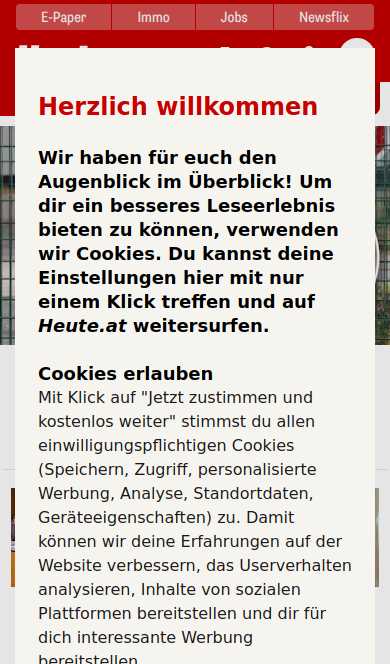 E-Paper
Immo
Jobs
Newsflix
Herzlich willkommen
Wir haben für euch den
Augenblick im Überblick! Um
dir ein besseres Leseerlebnis
bieten zu können, verwenden
wir Cookies. Du kannst deine
Einstellungen hier mit nur
einem Klick treffen und auf
Heute.at weitersurfen.
Cookies erlauben
Mit Klick auf "Jetzt zustimmen und
kostenlos weiter" stimmst du allen
einwilligungspflichtigen Cookies
(Speichern, Zugriff, personalisierte
Werbung, Analyse, Standortdaten,
Geräteeigenschaften) zu. Damit
können wir deine Erfahrungen auf der
Website verbessern, das Userverhalten
analysieren, Inhalte von sozialen
Plattformen bereitstellen und dir für
dich interessante Werbung
bereitstellen